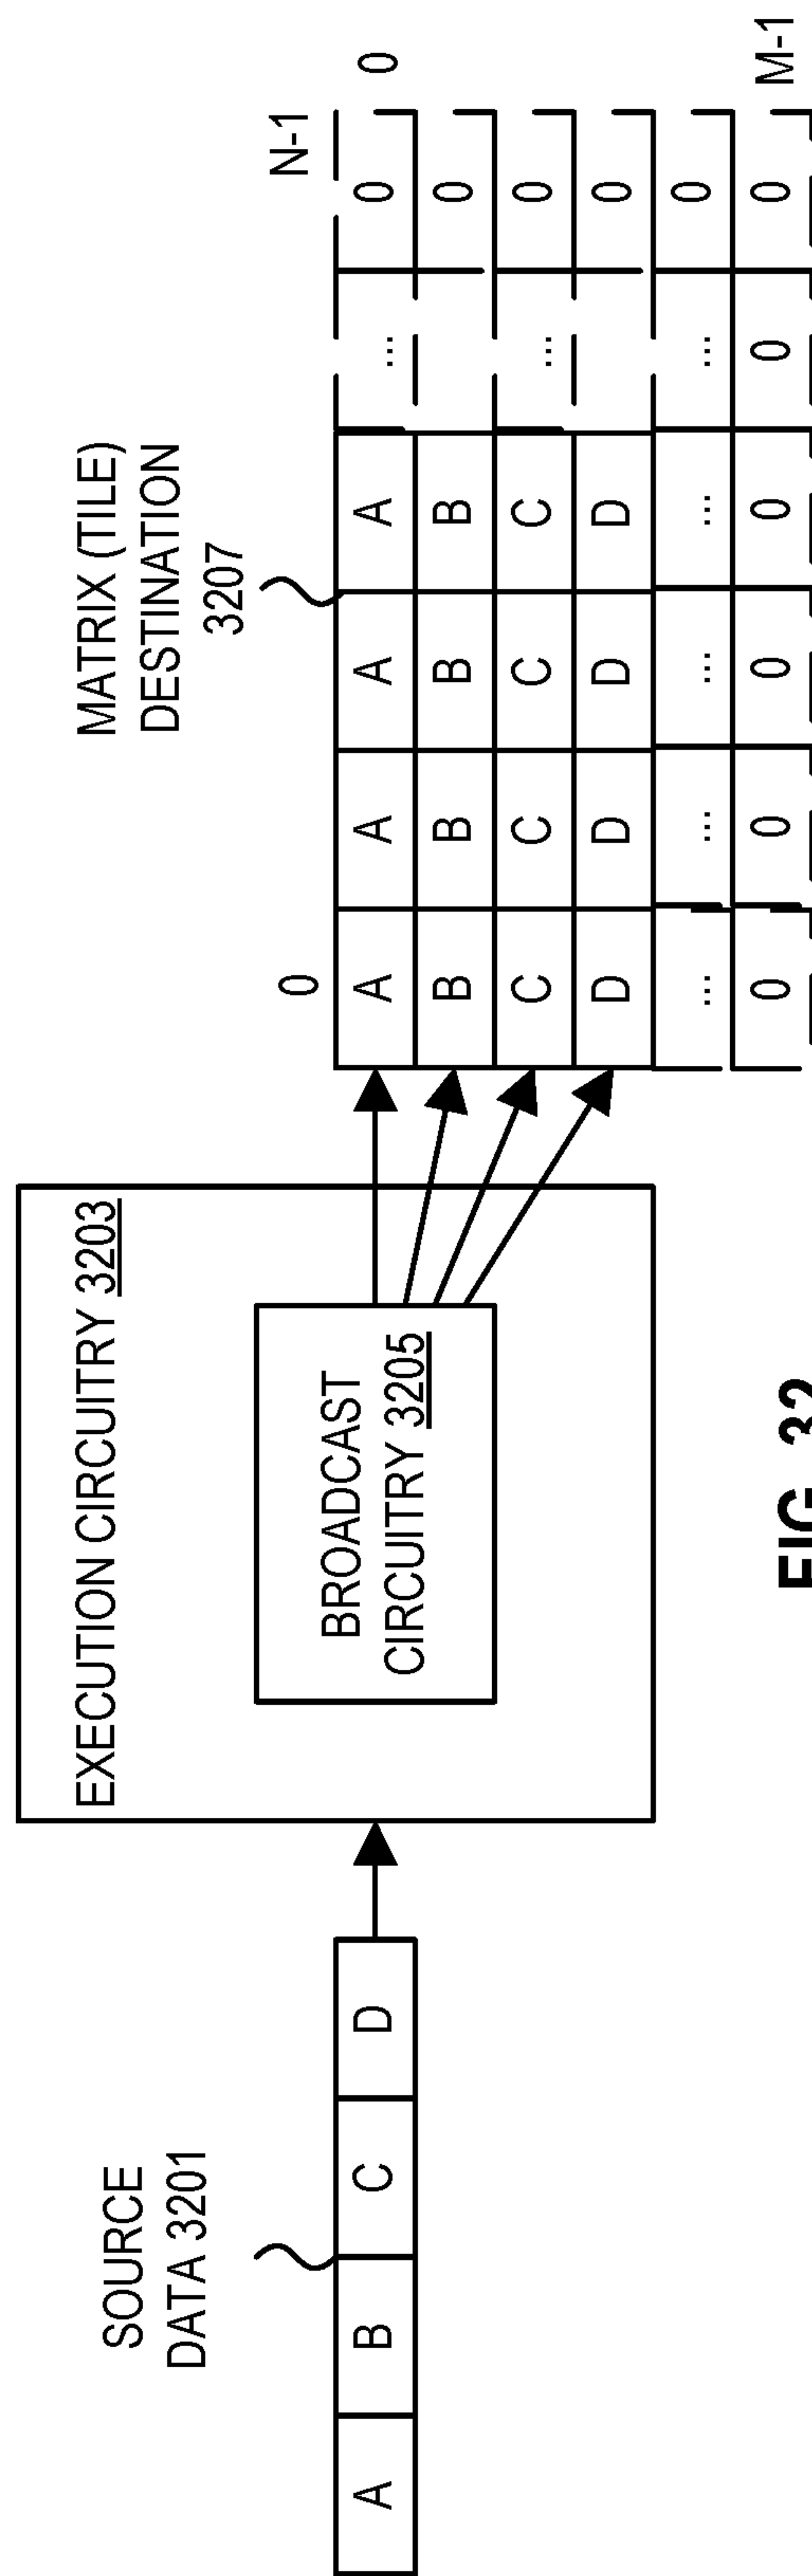 SOURCE
DATA 3201
A B C D
EXECUTION CIRCUITRY 3203
BROADCAST
CIRCUITRY 3205
MATRIX (TILE)
DESTINATION
3207
0 N-1
A A A A ... 0 0
B B B B 0
C C C C ... 0
D D D D 0
... ... ... ... ... 0
0 0 0 0 0 0 M-1
FIG. 32